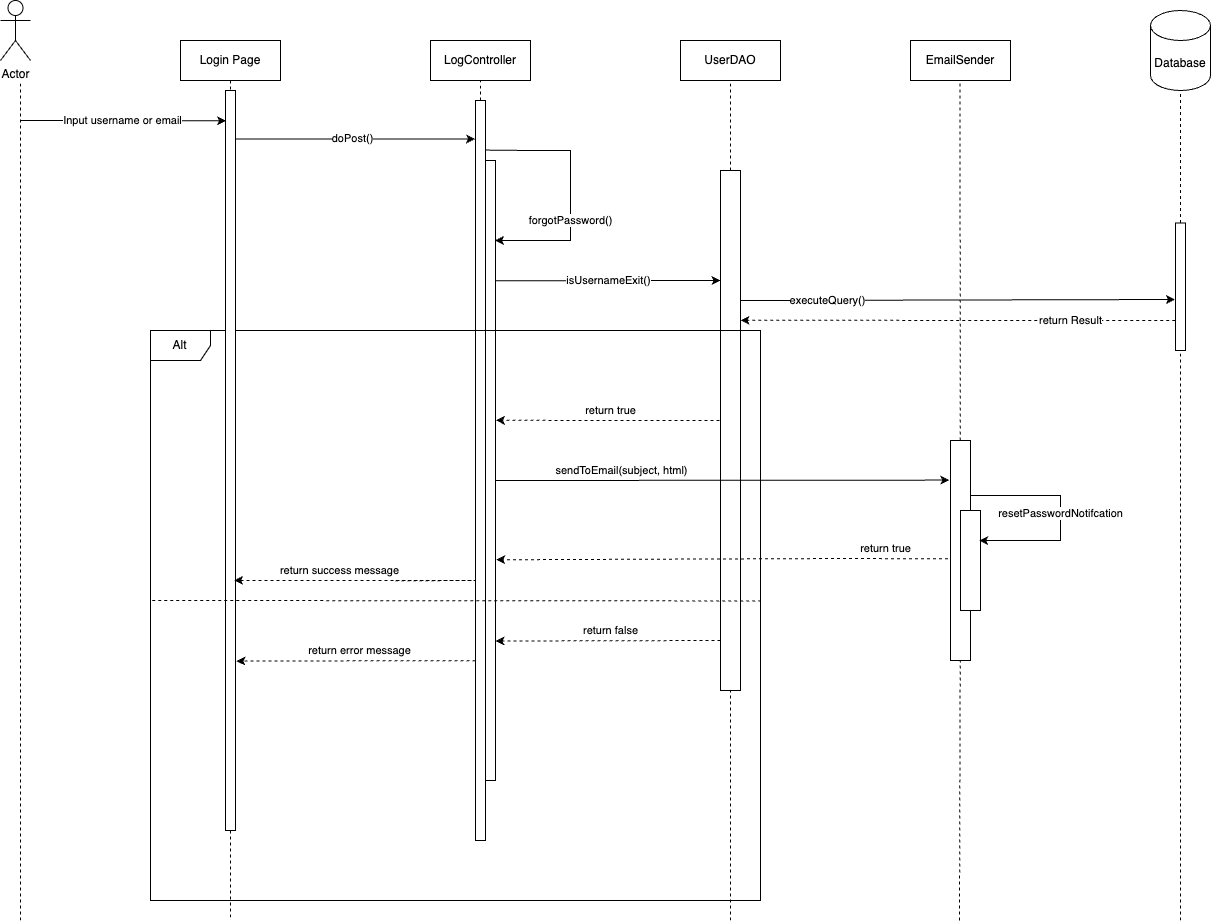 Actor
Login Page
LogController
UserDAO
EmailSender
Database
Input username or email
doPost()
forgotPassword()
isUsernameExit()
executeQuery()
return Result
Alt
return true
sendToEmail(subject, html)
resetPasswordNotifcation
return true
return success message
return false
return error message